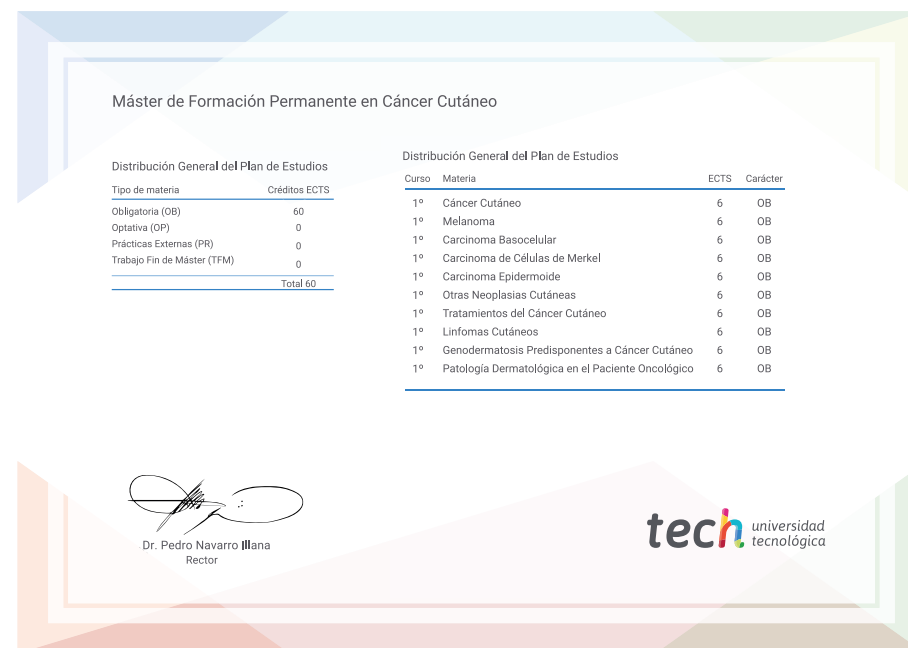 Máster de Formación Permanente en Cáncer Cutáneo
Distribución General del Plan de Estudios
Tipo de materia Créditos ECTS
Obligatoria (OB) 60
Optativa (OP) 0
Prácticas Externas (PR) 0
Trabajo Fin de Máster (TFM) 0
Total 60
Distribución General del Plan de Estudios
Curso Materia ECTS Carácter
1º Cáncer Cutáneo 6 OB
1º Melanoma 6 OB
1º Carcinoma Basocelular 6 OB
1º Carcinoma de Células de Merkel 6 OB
1º Carcinoma Epidermoide 6 OB
1º Otras Neoplasias Cutáneas 6 OB
1º Tratamientos del Cáncer Cutáneo 6 OB
1º Linfomas Cutáneos 6 OB
1º Genodermatosis Predisponentes a Cáncer Cutáneo 6 OB
1º Patología Dermatológica en el Paciente Oncológico 6 OB
Dr. Pedro Navarro Illana
Rector
tech universidad
tecnológica